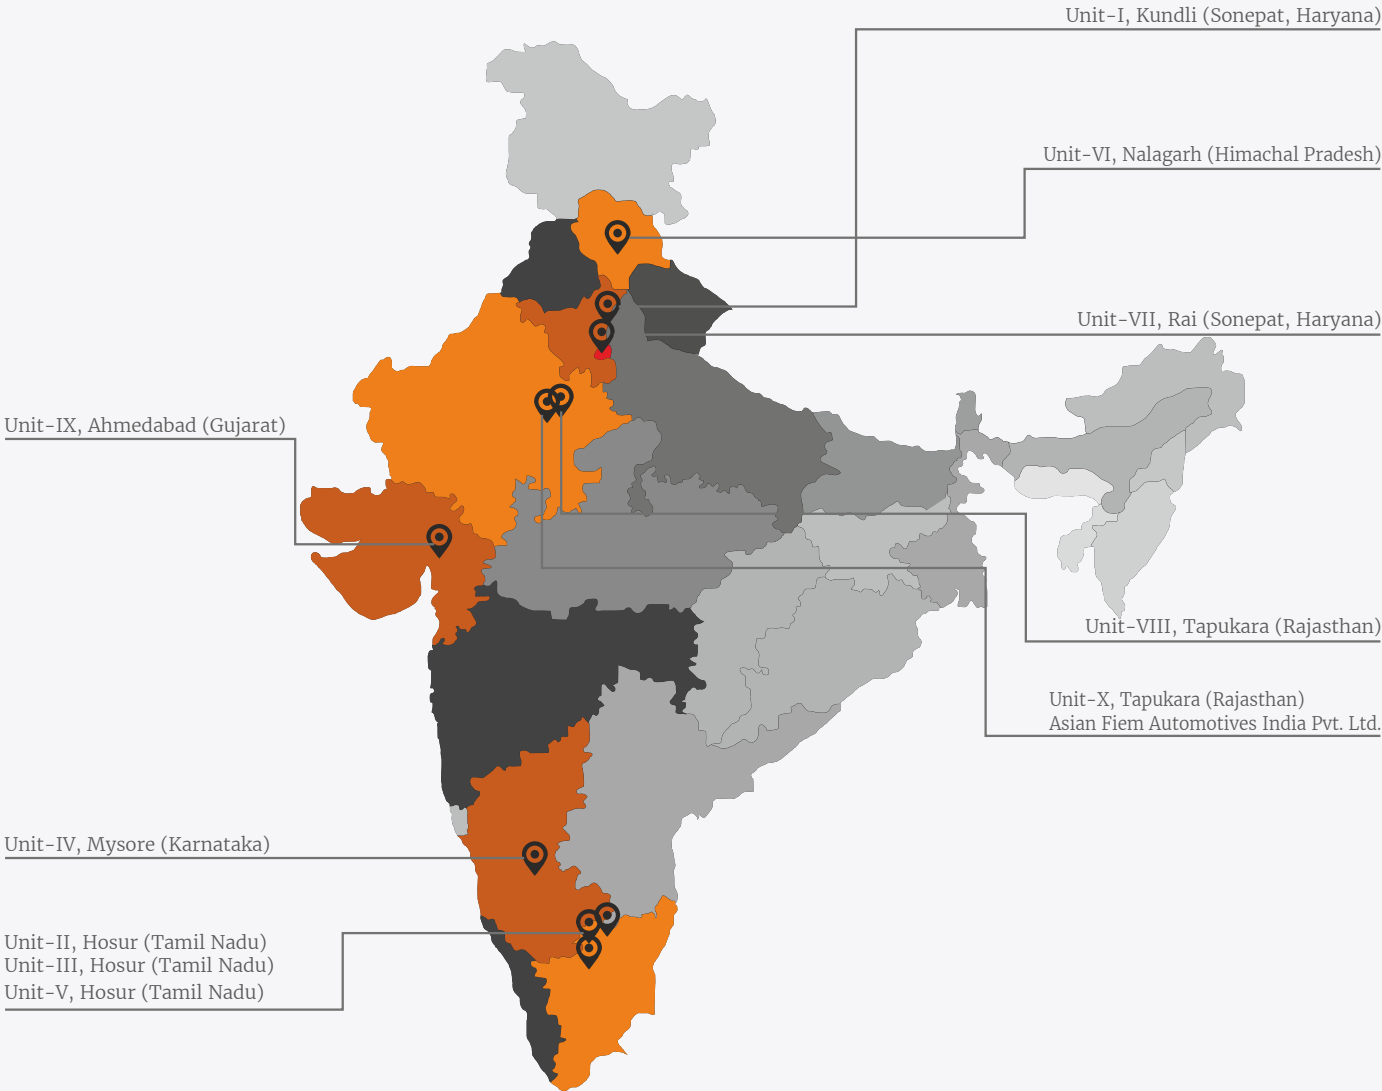 Unit-I, Kundli (Sonepat, Haryana)
Unit-VI, Nalagarh (Himachal Pradesh)
Unit-VII, Rai (Sonepat, Haryana)
Unit-IX, Ahmedabad (Gujarat)
Unit-VIII, Tapukara (Rajasthan)
Unit-X, Tapukara (Rajasthan)
Asian Fiem Automotives India Pvt. Ltd.
Unit-IV, Mysore (Karnataka)
Unit-II, Hosur (Tamil Nadu)
Unit-III, Hosur (Tamil Nadu)
Unit-V, Hosur (Tamil Nadu)